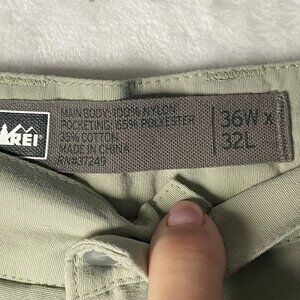 REI
MAIN BODY: 100% NYLON
POCKETING: 65% POLYESTER
35% COTTON
MADE IN CHINA
RN#37249
36W x
32L